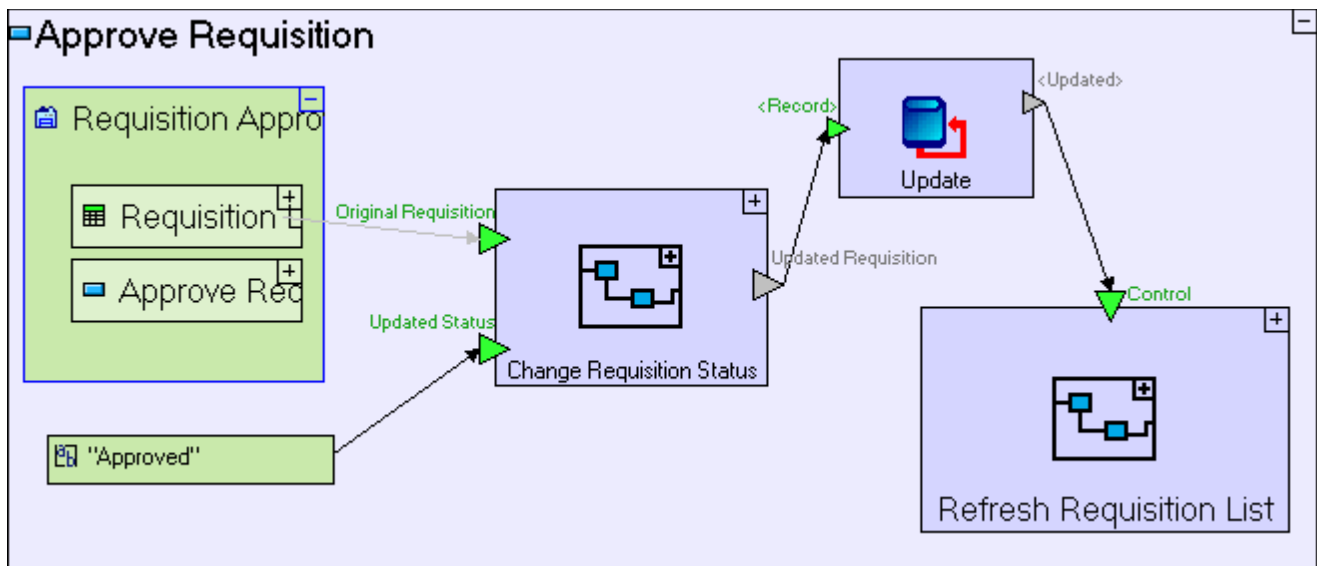 Approve Requisition
Requisition Appro
Requisition
Approve Rec
"Approved"
Original Requisition
Updated Status
Change Requisition Status
Updated Requisition
<Record>
Update
<Updated>
Control
Refresh Requisition List